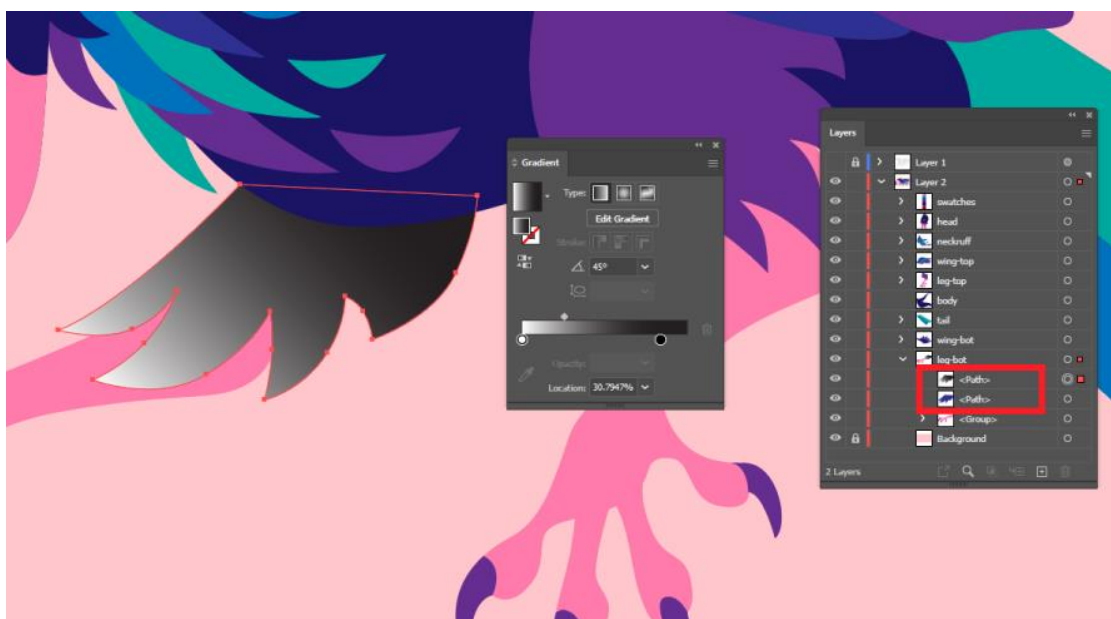 Gradient
Type:
Edit Gradient
Stroke:
45°
Opacity:
Location: 30.7947%
Layers
Layer 1
Layer 2
swatches
head
neckruff
wing-top
leg-top
body
tail
wing-bot
leg-bot
<Path>
<Path>
<Group>
Background
2 Layers